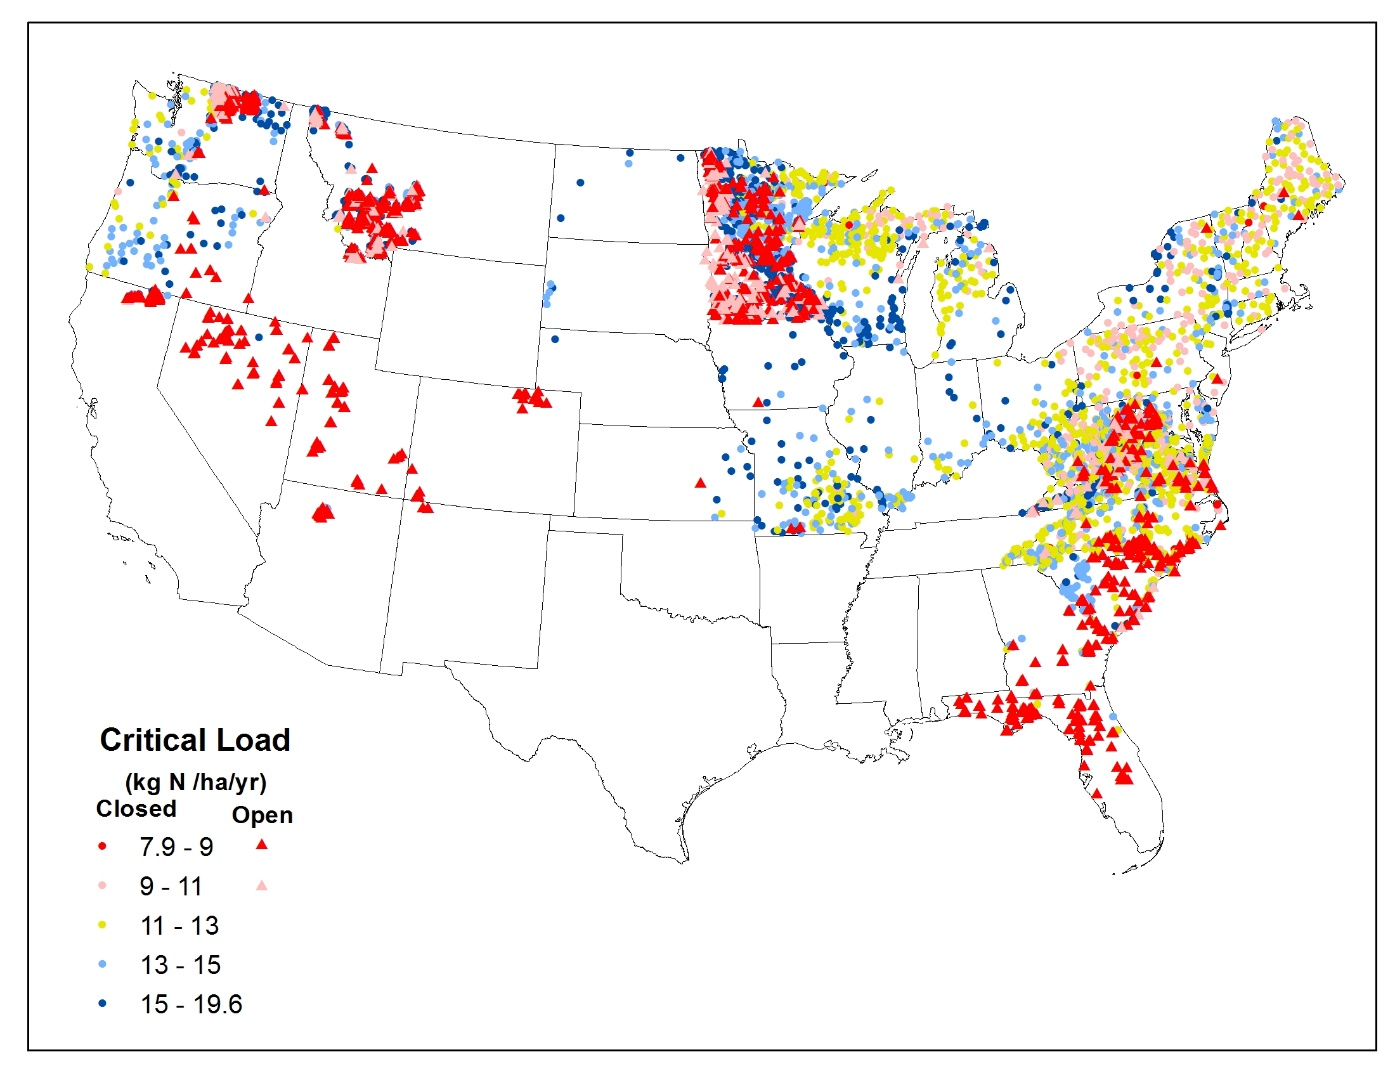 Critical Load
(kg N /ha/yr)
Closed Open
7.9 - 9
9 - 11
11 - 13
13 - 15
15 - 19.6